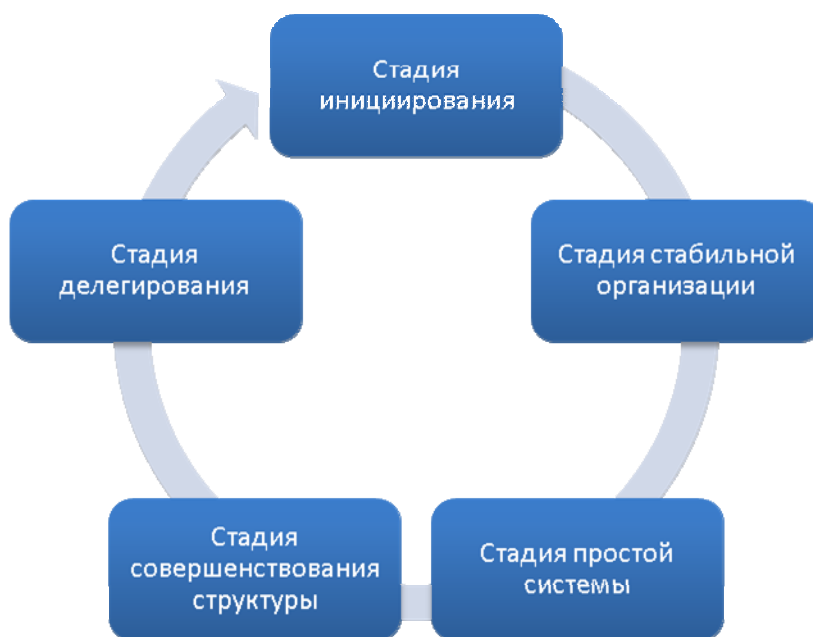 Стадия
инициирования
Стадия стабильной
организации
Стадия простой
системы
Стадия
совершенствования
структуры
Стадия
делегирования